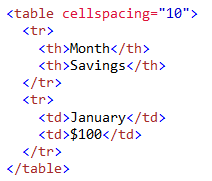 <table cellspacing="10">
  <tr>
    <th>Month</th>
    <th>Savings</th>
  </tr>
  <tr>
    <td>January</td>
    <td>$100</td>
  </tr>
</table>